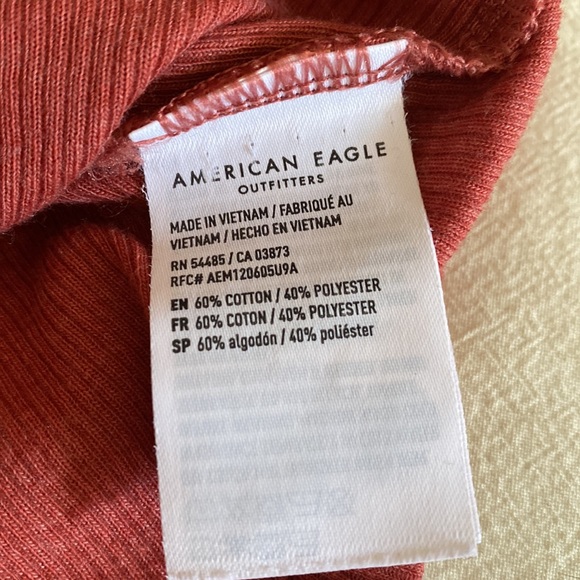 AMERICAN EAGLE
OUTFITTERS
MADE IN VIETNAM / FABRIQUÉ AU
VIETNAM / HECHO EN VIETNAM
RN 54485 / CA 03873
RFC# AEM120605U9A
EN 60% COTTON / 40% POLYESTER
FR 60% COTON / 40% POLYESTER
SP 60% algodón / 40% poliéster